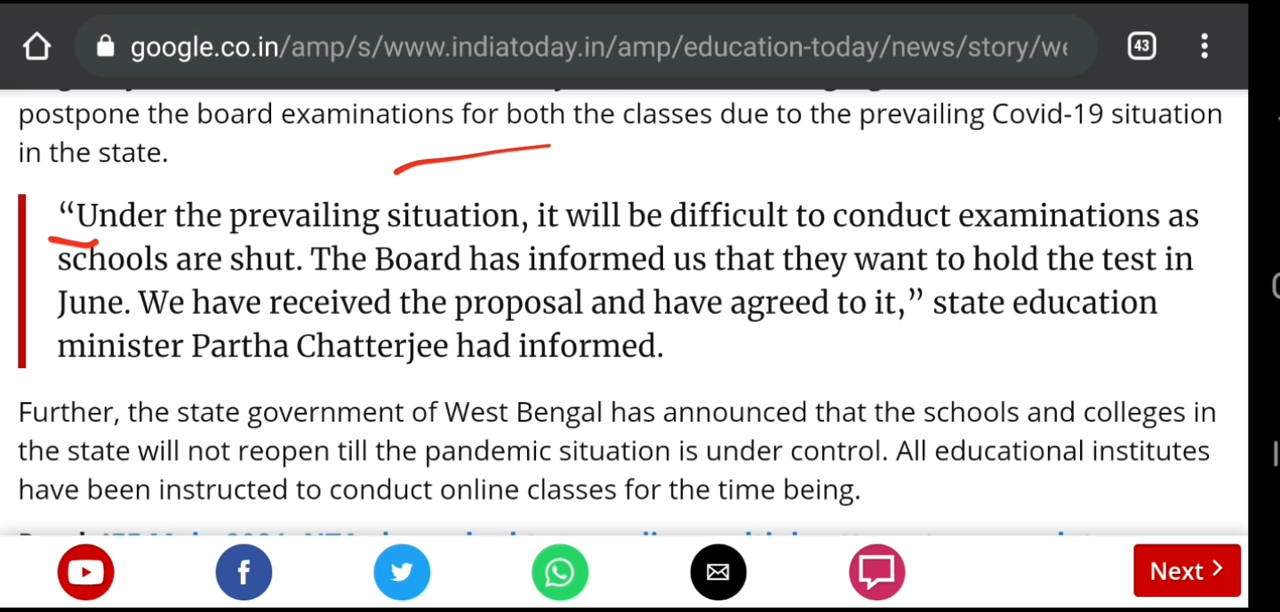 google.co.in/amp/s/www.indiatoday.in/amp/education-today/news/story/we
43
postpone the board examinations for both the classes due to the prevailing Covid-19 situation
in the state.
“Under the prevailing situation, it will be difficult to conduct examinations as
schools are shut. The Board has informed us that they want to hold the test in
June. We have received the proposal and have agreed to it,” state education
minister Partha Chatterjee had informed.
Further, the state government of West Bengal has announced that the schools and colleges in
the state will not reopen till the pandemic situation is under control. All educational institutes
have been instructed to conduct online classes for the time being.
f
Next